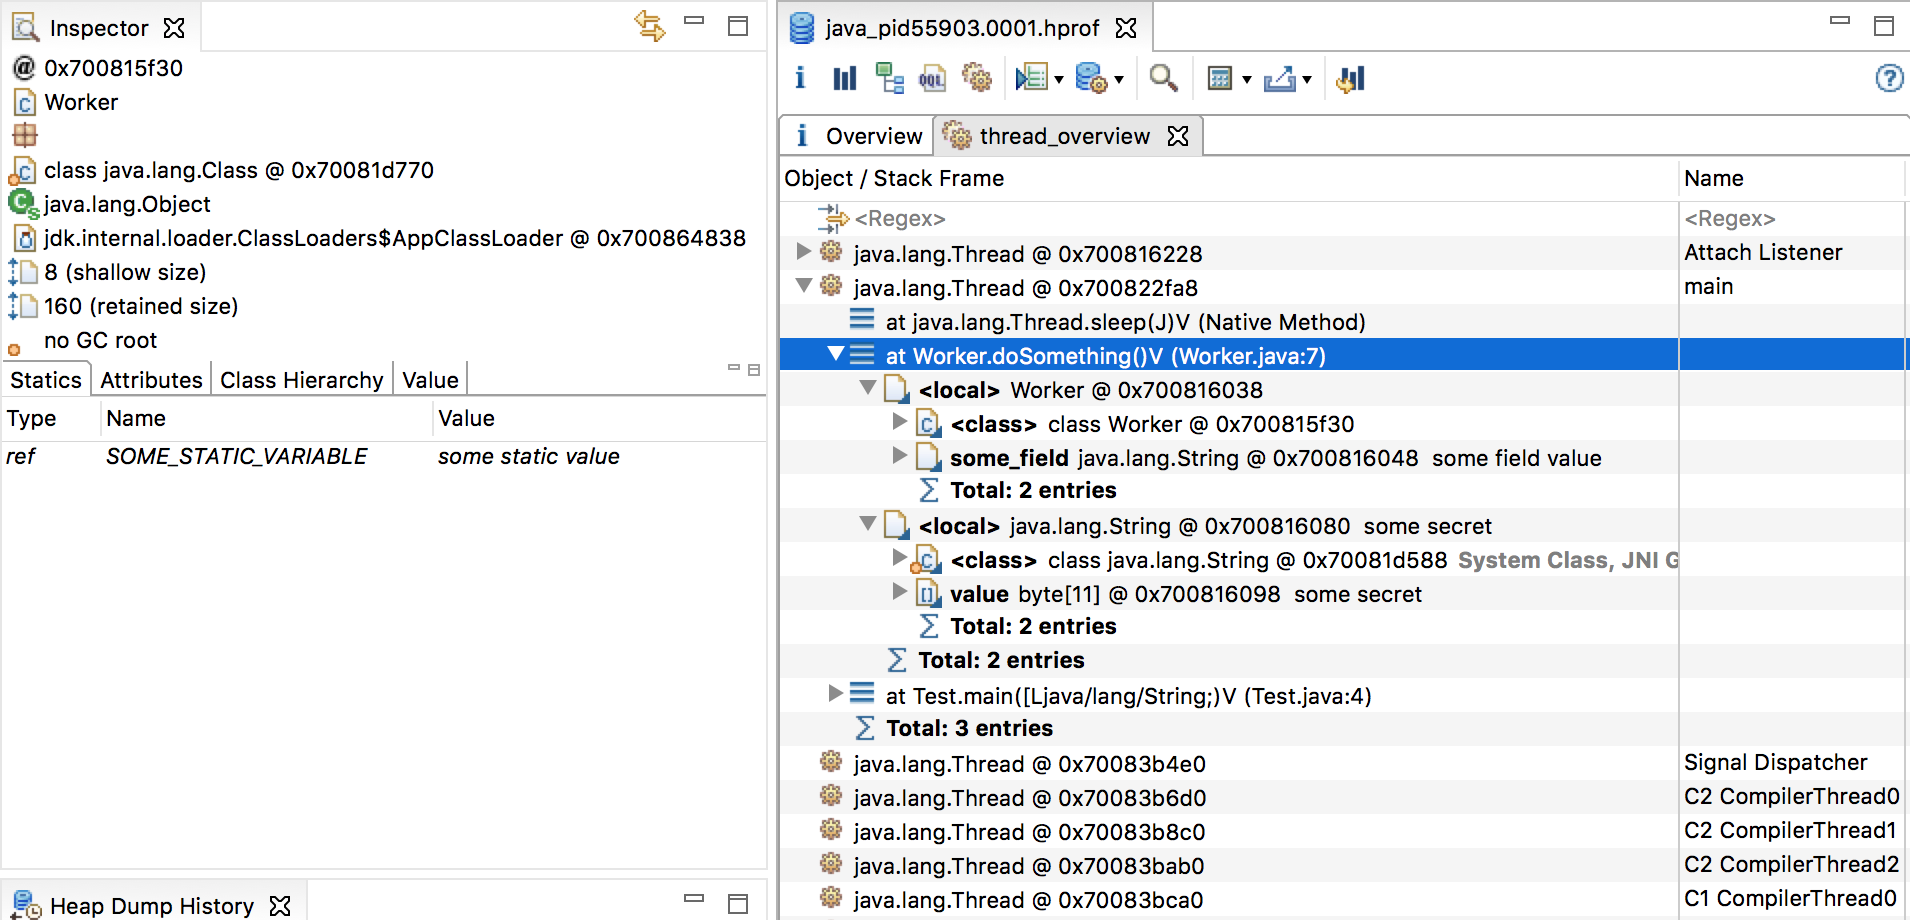 Inspector
@ 0x700815f30
Worker
class java.lang.Class @ 0x70081d770
java.lang.Object
jdk.internal.loader.ClassLoaders$AppClassLoader @ 0x700864838
8 (shallow size)
160 (retained size)
no GC root
Statics Attributes Class Hierarchy Value
Type Name Value
ref SOME_STATIC_VARIABLE some static value
Heap Dump History
java_pid55903.0001.hprof
i OQL ?
i Overview thread_overview
Object / Stack Frame Name
<Regex> <Regex>
java.lang.Thread @ 0x700816228 Attach Listener
java.lang.Thread @ 0x700822fa8 main
at java.lang.Thread.sleep(J)V (Native Method)
at Worker.doSomething()V (Worker.java:7)
<local> Worker @ 0x700816038
<class> class Worker @ 0x700815f30
some_field java.lang.String @ 0x700816048 some field value
Total: 2 entries
<local> java.lang.String @ 0x700816080 some secret
<class> class java.lang.String @ 0x70081d588 System Class, JNI G
value byte[11] @ 0x700816098 some secret
Total: 2 entries
Total: 2 entries
at Test.main([Ljava/lang/String;)V (Test.java:4)
Total: 3 entries
java.lang.Thread @ 0x70083b4e0 Signal Dispatcher
java.lang.Thread @ 0x70083b6d0 C2 CompilerThread0
java.lang.Thread @ 0x70083b8c0 C2 CompilerThread1
java.lang.Thread @ 0x70083bab0 C2 CompilerThread2
java.lang.Thread @ 0x70083bca0 C1 CompilerThread0